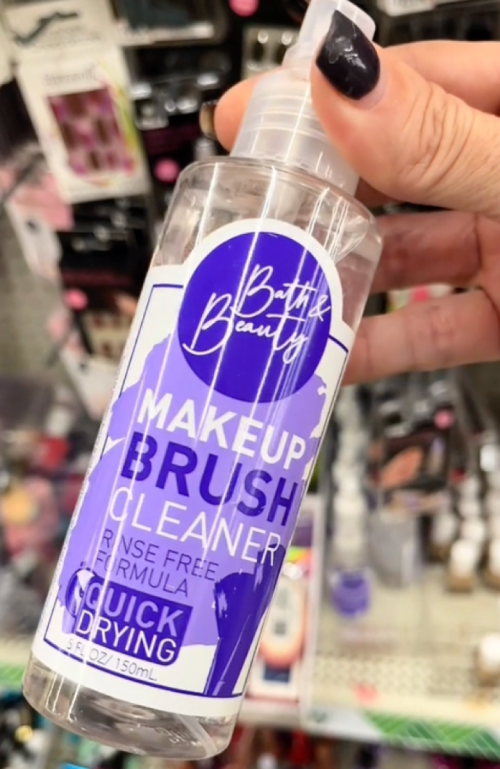 Bath &
Beauty
MAKEUP
BRUSH
CLEANER
RINSE FREE
FORMULA
QUICK
DRYING
5 FL OZ/150mL